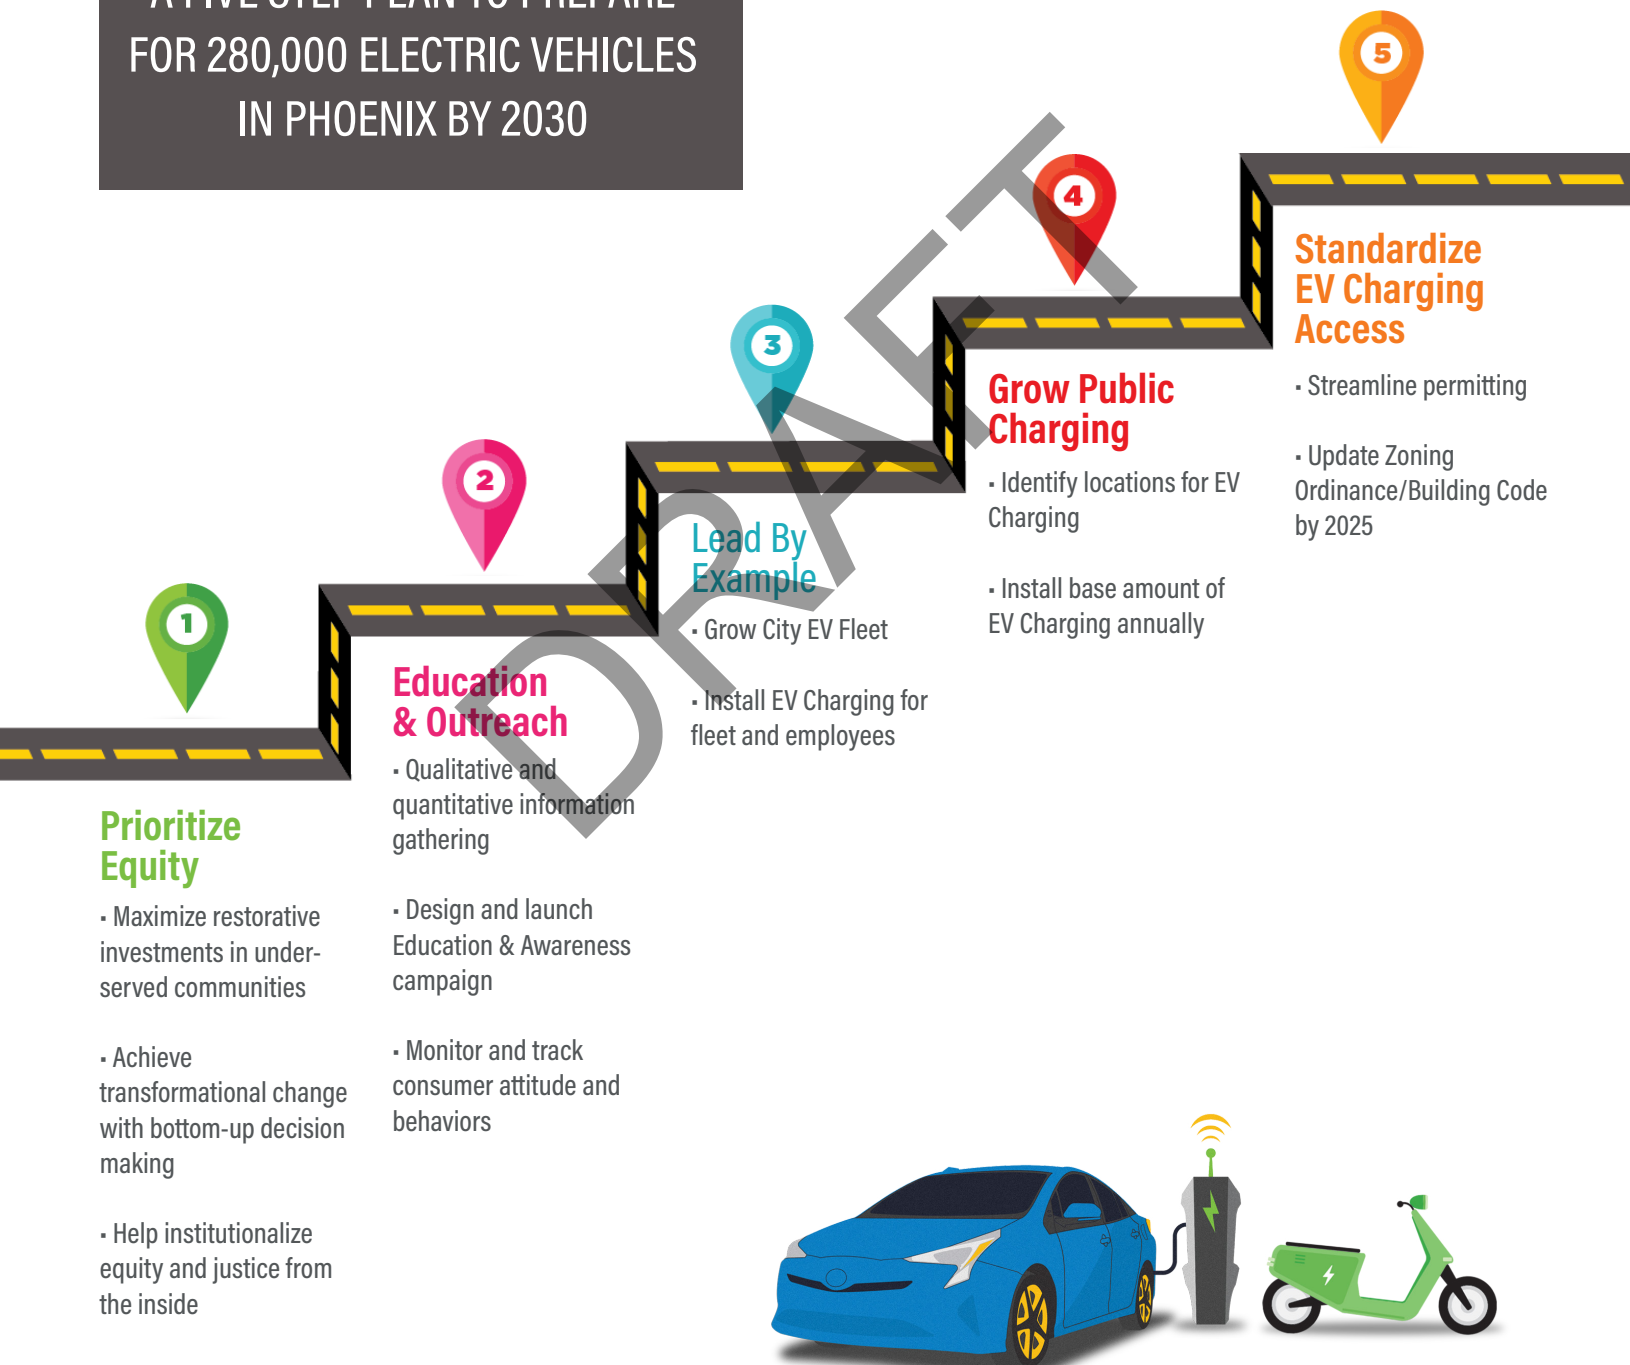 A FIVE STEP PLAN TO PREPARE
FOR 280,000 ELECTRIC VEHICLES
IN PHOENIX BY 2030
1
Prioritize
Equity
· Maximize restorative
investments in under-
served communities
· Achieve
transformational change
with bottom-up decision
making
· Help institutionalize
equity and justice from
the inside
2
Education
& Outreach
· Qualitative and
quantitative information
gathering
· Design and launch
Education & Awareness
campaign
· Monitor and track
consumer attitude and
behaviors
3
Lead By
Example
· Grow City EV Fleet
· Install EV Charging for
fleet and employees
4
Grow Public
Charging
· Identify locations for EV
Charging
· Install base amount of
EV Charging annually
5
Standardize
EV Charging
Access
· Streamline permitting
· Update Zoning
Ordinance/Building Code
by 2025
DRAFT